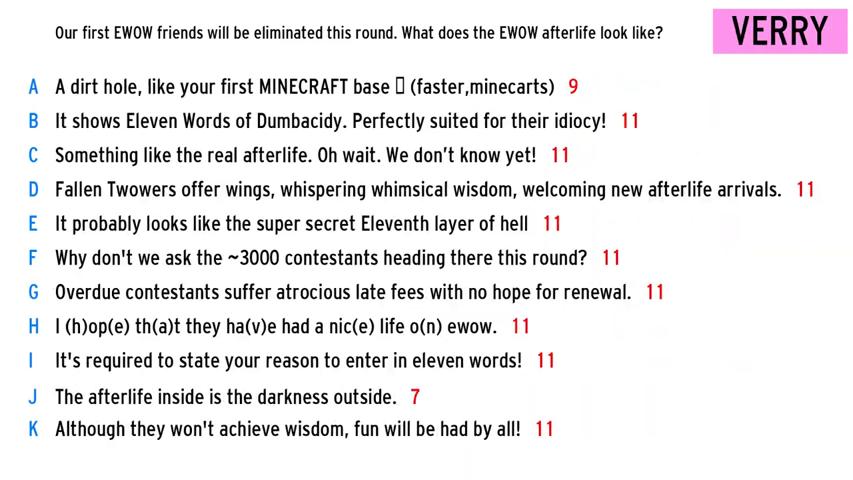 Our first EWOW friends will be eliminated this round. What does the EWOW afterlife look like?
VERRY
A A dirt hole, like your first MINECRAFT base ▯ (faster,minecarts) 9
B It shows Eleven Words of Dumbacidy. Perfectly suited for their idiocy! 11
C Something like the real afterlife. Oh wait. We don’t know yet! 11
D Fallen Twowers offer wings, whispering whimsical wisdom, welcoming new afterlife arrivals. 11
E It probably looks like the super secret Eleventh layer of hell 11
F Why don't we ask the ~3000 contestants heading there this round? 11
G Overdue contestants suffer atrocious late fees with no hope for renewal. 11
H I (h)op(e) th(a)t they ha(v)e had a nic(e) life o(n) ewow. 11
I It's required to state your reason to enter in eleven words! 11
J The afterlife inside is the darkness outside. 7
K Although they won't achieve wisdom, fun will be had by all! 11